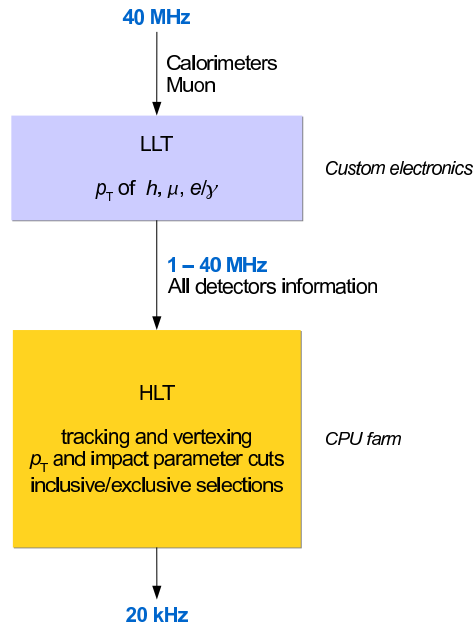 40 MHz
Calorimeters
Muon
LLT
pT of h, μ, e/γ
Custom electronics
1 – 40 MHz
All detectors information
HLT
tracking and vertexing
pT and impact parameter cuts
inclusive/exclusive selections
CPU farm
20 kHz